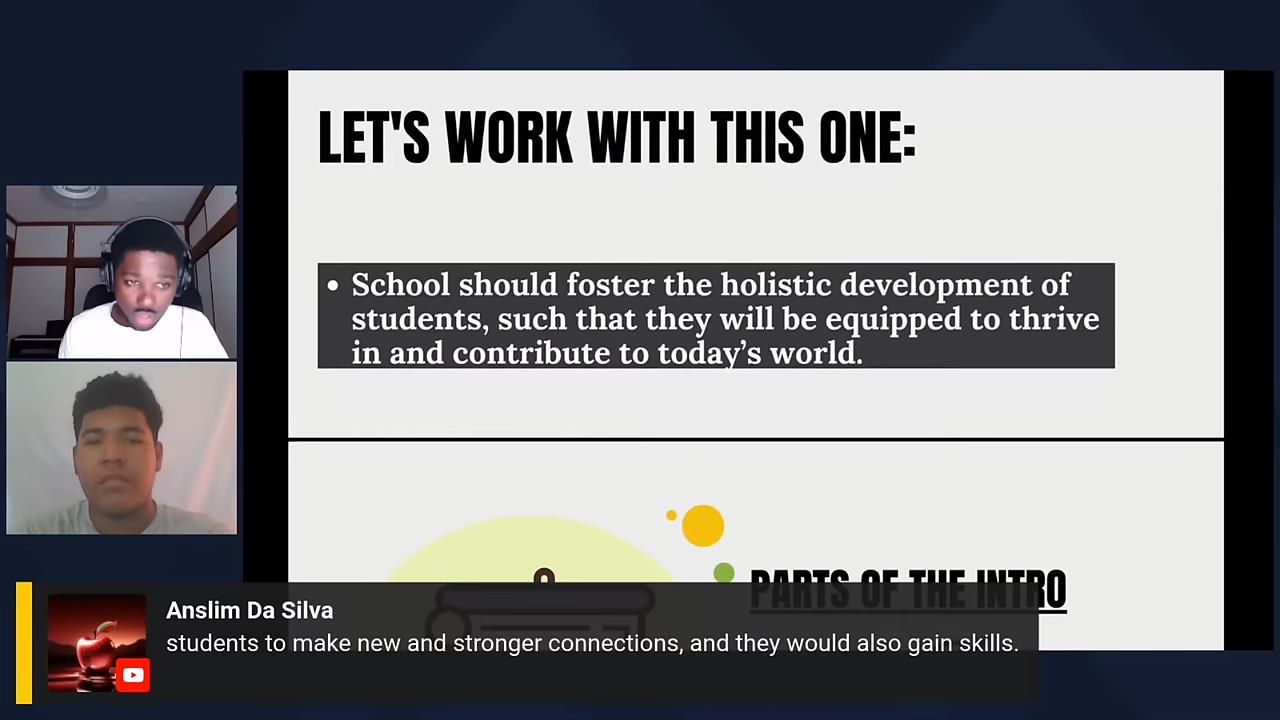 LET'S WORK WITH THIS ONE:
• School should foster the holistic development of
students, such that they will be equipped to thrive
in and contribute to today’s world.
PARTS OF THE INTRO
Anslim Da Silva
students to make new and stronger connections, and they would also gain skills.